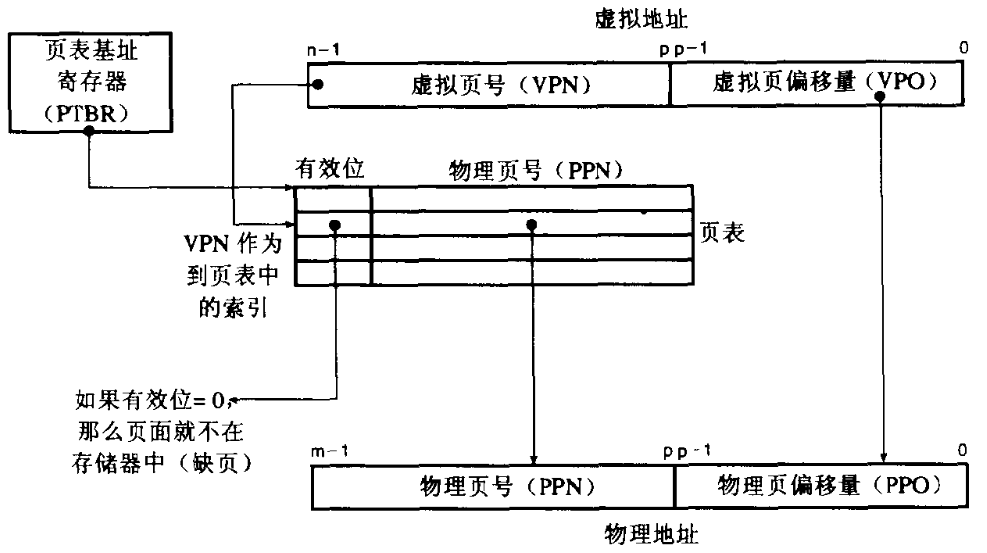 虚拟地址
页表基址
寄存器
（PTBR）
n-1
p p-1
0
虚拟页号（VPN）
虚拟页偏移量（VPO）
有效位
物理页号（PPN）
页表
VPN 作为
到页表中
的索引
如果有效位= 0，
那么页面就不在
存储器中（缺页）
m-1
p p-1
0
物理页号（PPN）
物理页偏移量（PPO）
物理地址